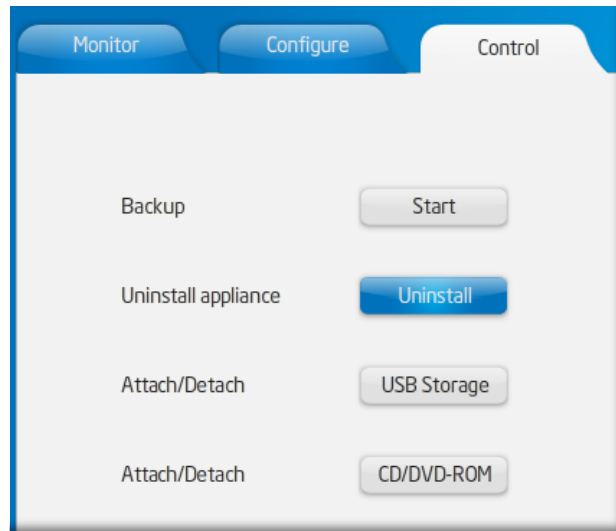 Monitor Configure Control
Backup Start
Uninstall appliance Uninstall
Attach/Detach USB Storage
Attach/Detach CD/DVD-ROM